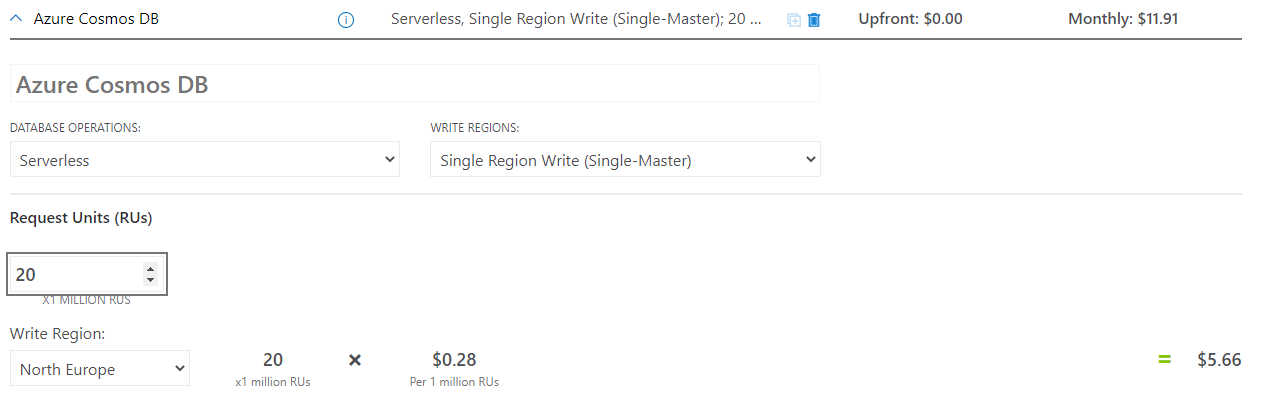 Azure Cosmos DB Serverless, Single Region Write (Single-Master); 20 ... Upfront: $0.00 Monthly: $11.91
Azure Cosmos DB
DATABASE OPERATIONS: WRITE REGIONS:
Serverless Single Region Write (Single-Master)
Request Units (RUs)
20
X1 MILLION RUS
Write Region:
North Europe 20 × $0.28 = $5.66
x1 million RUs Per 1 million RUs